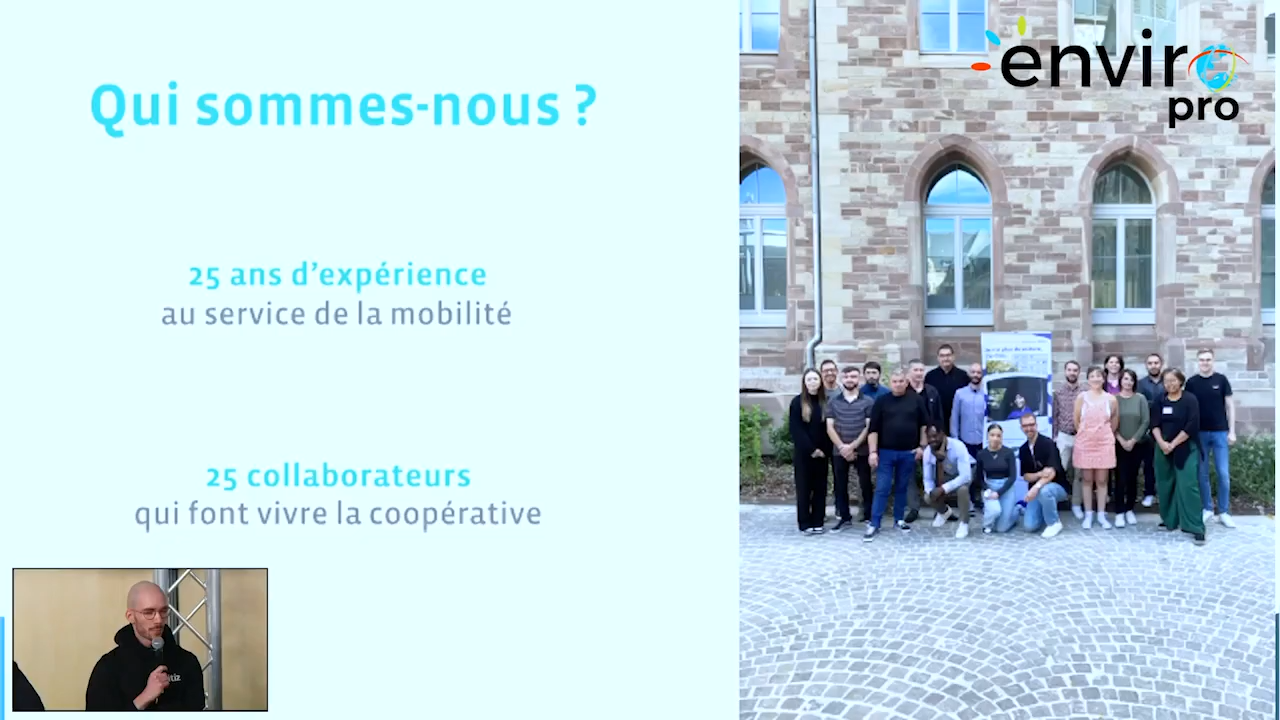 Qui sommes-nous ?
25 ans d’expérience
au service de la mobilité
25 collaborateurs
qui font vivre la coopérative
enviro
pro
tiz